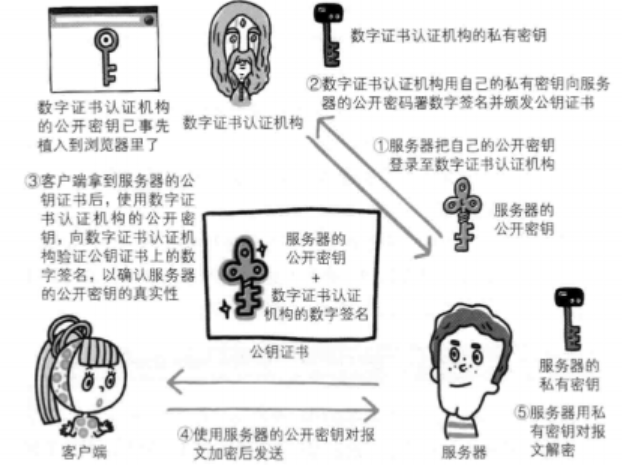 数字证书认证机构的私有密钥
②数字证书认证机构用自己的私有密钥向服务
器的公开密码署数字签名并颁发公钥证书
数字证书认证机构
的公开密钥已事先
植入到浏览器里了
数字证书认证机构
①服务器把自己的公开密钥
登录至数字证书认证机构
③客户端拿到服务器的公
钥证书后，使用数字证
书认证机构的公开密
钥，向数字证书认证机
构验证公钥证书上的数
字签名，以确认服务器
的公开密钥的真实性
服务器的
公开密钥
服务器的
公开密钥
+
数字证书认证
机构的数字签名
公钥证书
服务器的
私有密钥
④使用服务器的公开密钥对报
文加密后发送
⑤服务器用私
有密钥对报
文解密
客户端
服务器